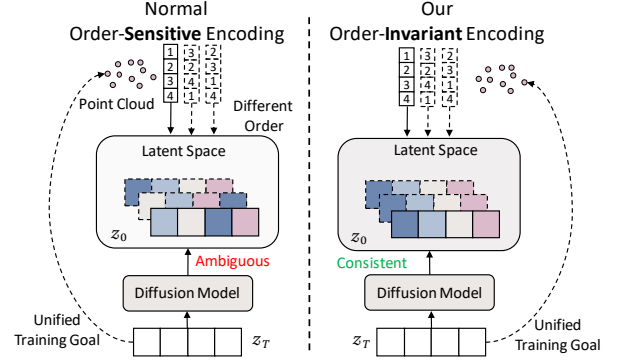 Normal
Order-Sensitive Encoding
1 3 2
2 2 3
3 4 1
4 1 4
Point Cloud
Different
Order
Latent Space
z₀
Ambiguous
Diffusion Model
Unified
Training Goal
z_T
Our
Order-Invariant Encoding
1 3 2
2 2 3
3 4 1
4 1 4
Latent Space
z₀
Consistent
Diffusion Model
Unified
Training Goal
z_T